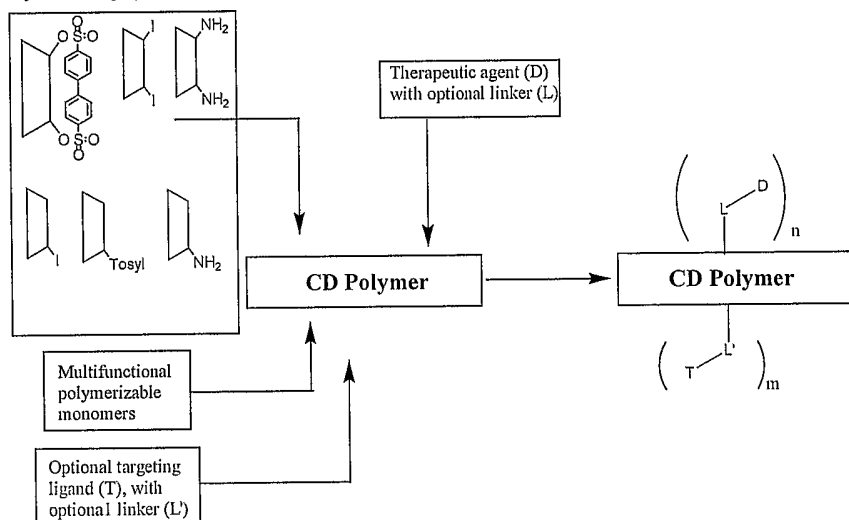 O
S=O
O
O
S=O
O
I
I
NH2
NH2
I
Tosyl
NH2
Therapeutic agent (D)
with optional linker (L)
CD Polymer
Multifunctional
polymerizable
monomers
Optional targeting
ligand (T), with
optional linker (L')
D
L
n
CD Polymer
L'
T
m